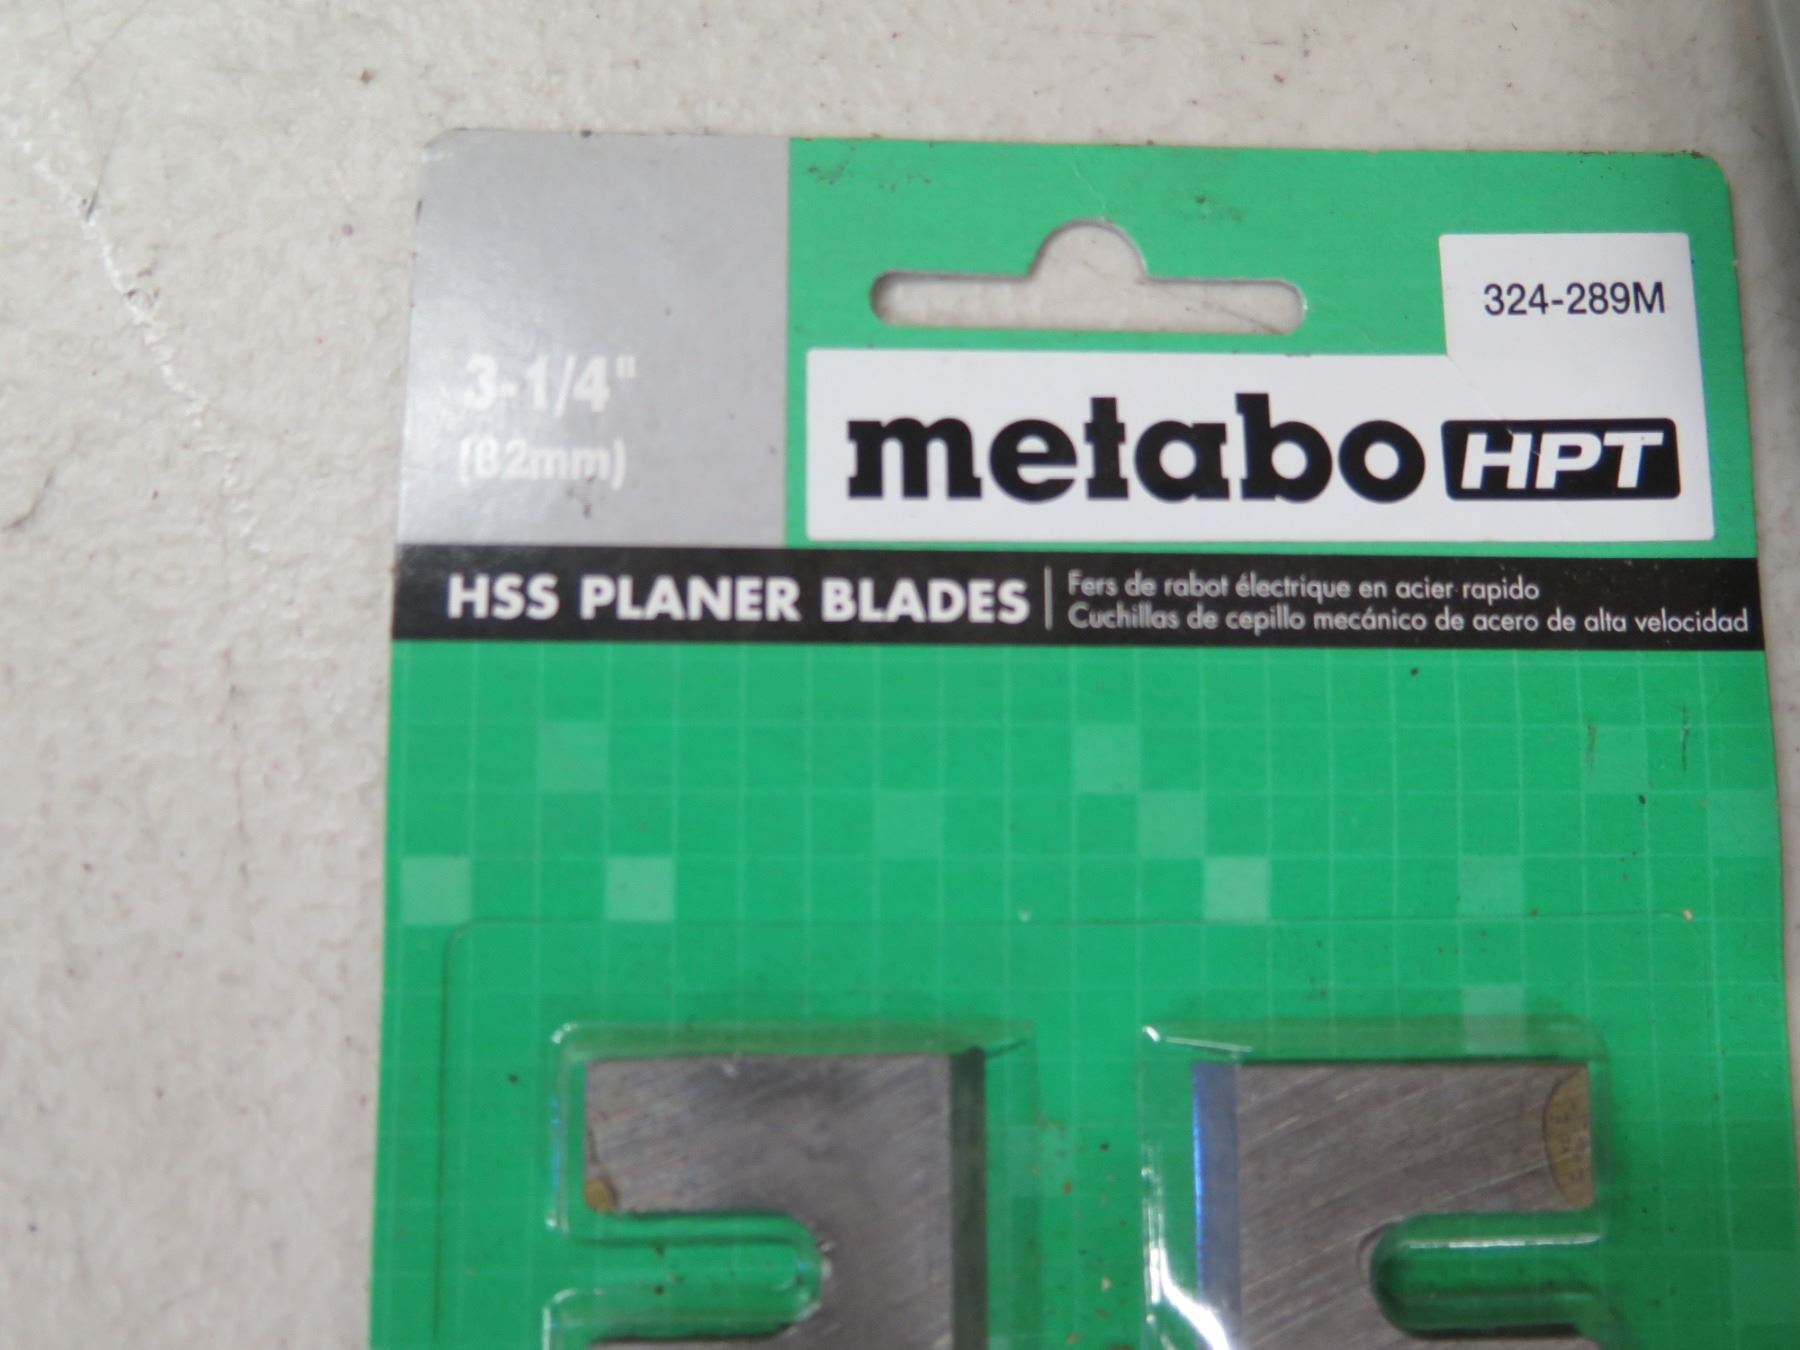 324-289M
3-1/4"
(82mm)
metabo HPT
HSS PLANER BLADES
Fers de rabot électrique en acier rapido
Cuchillas de cepillo mecánico de acero de alta velocidad